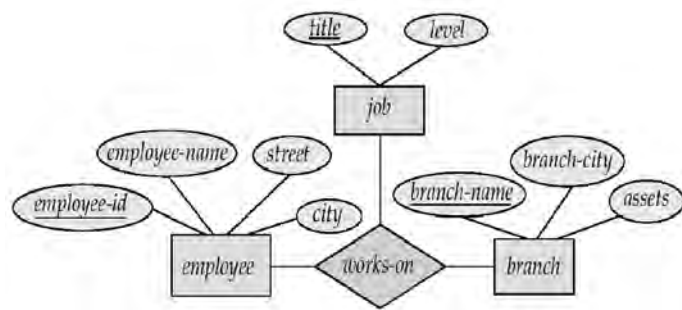 title
level
job
employee-name
street
branch-city
employee-id
city
branch-name
assets
employee
works-on
branch